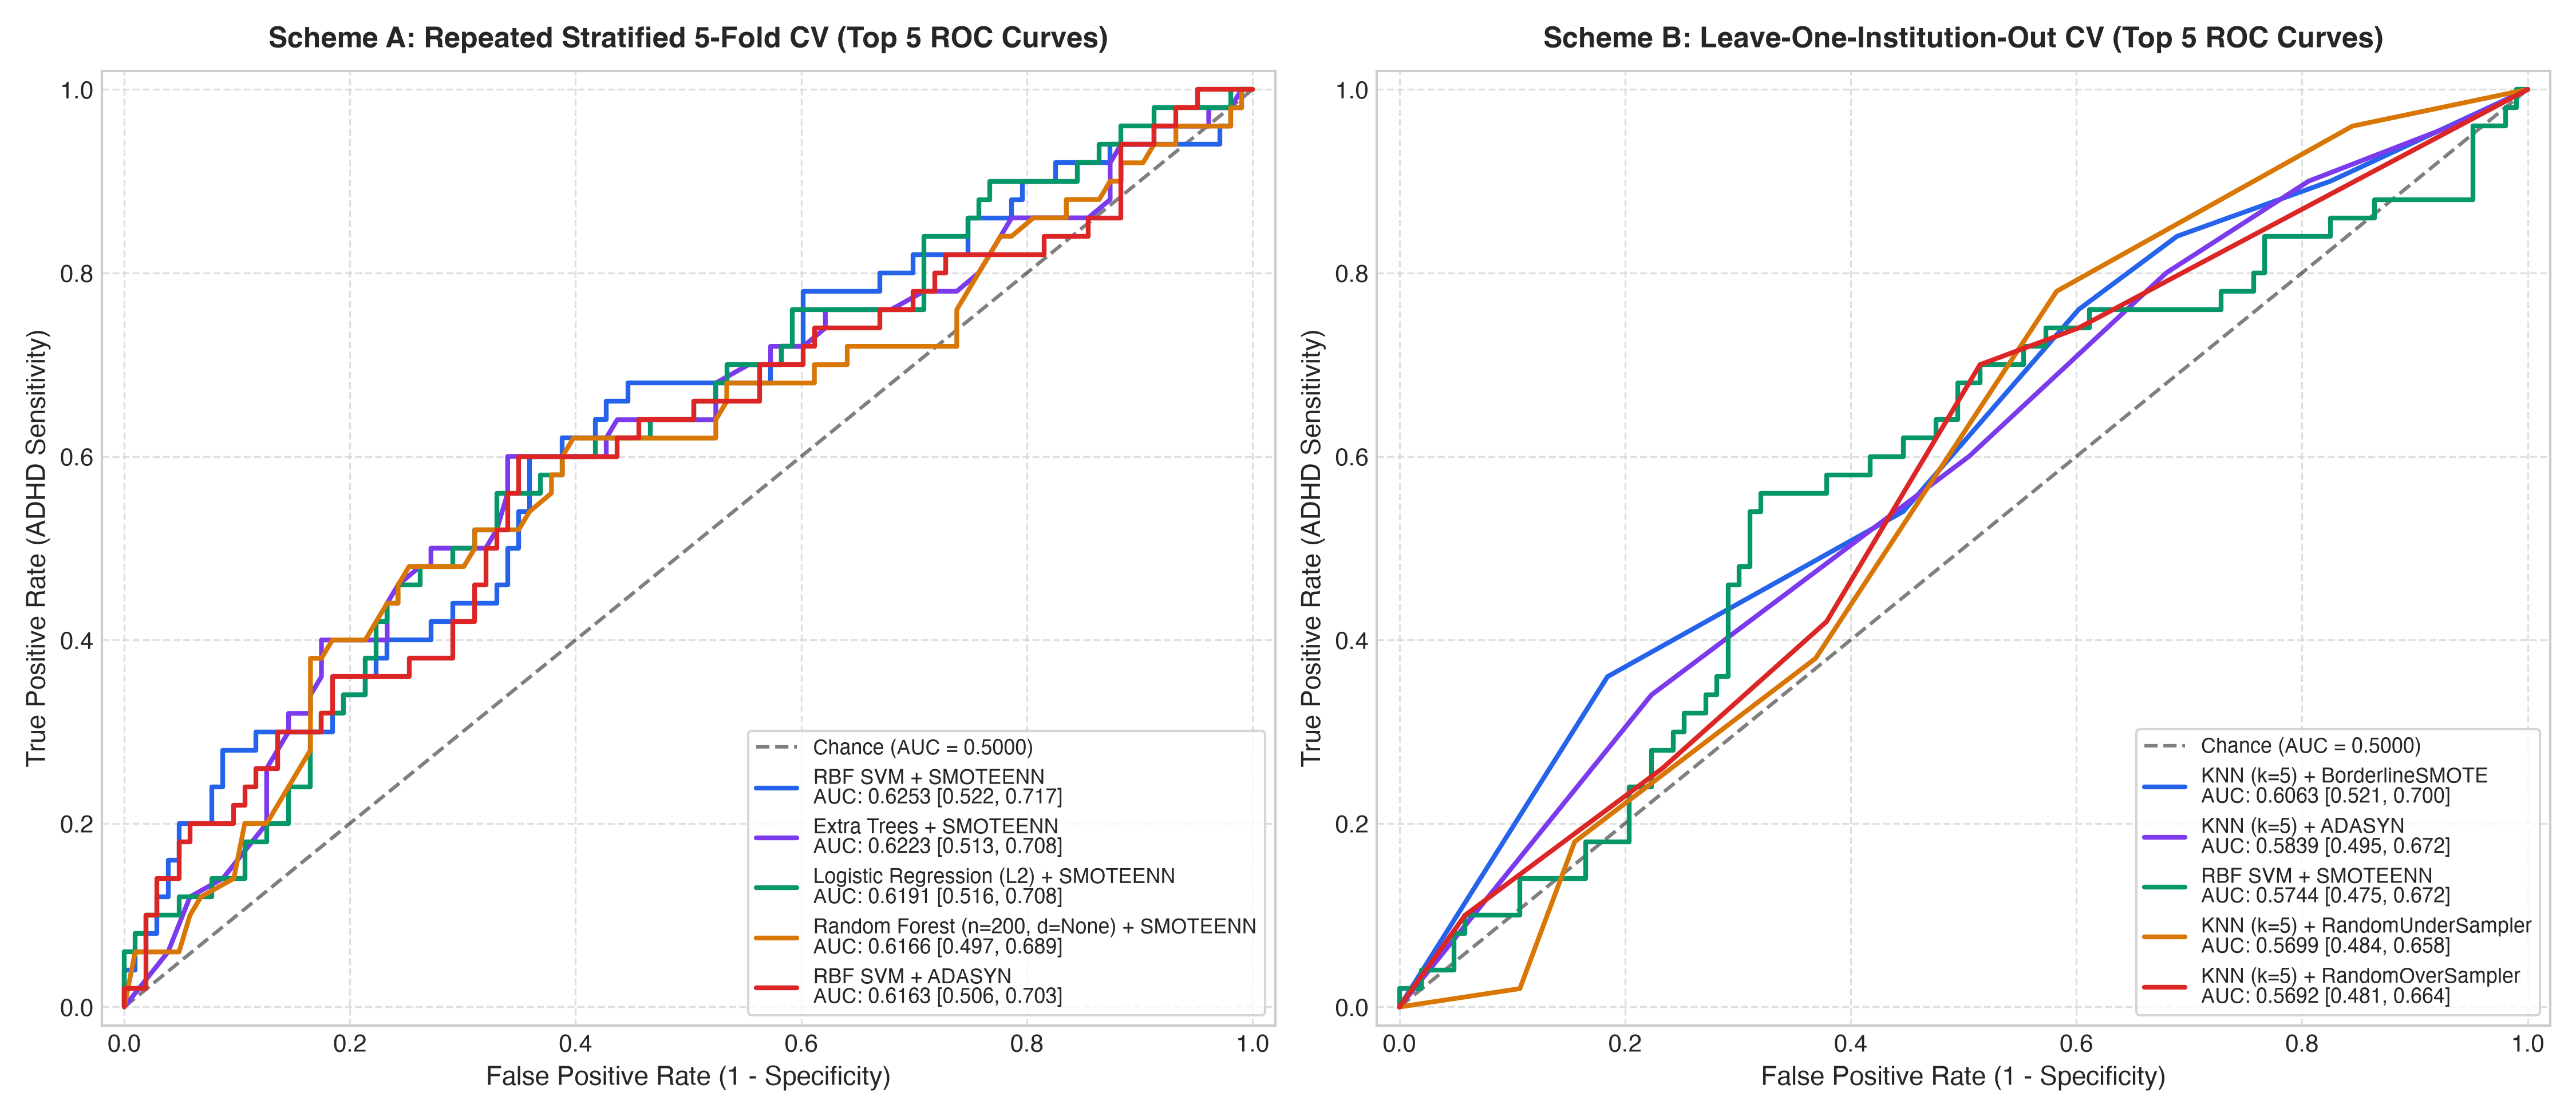 Scheme A: Repeated Stratified 5-Fold CV (Top 5 ROC Curves)
True Positive Rate (ADHD Sensitivity)
1.0
0.8
0.6
0.4
0.2
0.0
Chance (AUC = 0.5000)
RBF SVM + SMOTEENN
AUC: 0.6253 [0.522, 0.717]
Extra Trees + SMOTEENN
AUC: 0.6223 [0.513, 0.708]
Logistic Regression (L2) + SMOTEENN
AUC: 0.6191 [0.516, 0.708]
Random Forest (n=200, d=None) + SMOTEENN
AUC: 0.6166 [0.497, 0.689]
RBF SVM + ADASYN
AUC: 0.6163 [0.506, 0.703]
0.0 0.2 0.4 0.6 0.8 1.0
False Positive Rate (1 - Specificity)
Scheme B: Leave-One-Institution-Out CV (Top 5 ROC Curves)
True Positive Rate (ADHD Sensitivity)
1.0
0.8
0.6
0.4
0.2
0.0
Chance (AUC = 0.5000)
KNN (k=5) + BorderlineSMOTE
AUC: 0.6063 [0.521, 0.700]
KNN (k=5) + ADASYN
AUC: 0.5839 [0.495, 0.672]
RBF SVM + SMOTEENN
AUC: 0.5744 [0.475, 0.672]
KNN (k=5) + RandomUnderSampler
AUC: 0.5699 [0.484, 0.658]
KNN (k=5) + RandomOverSampler
AUC: 0.5692 [0.481, 0.664]
0.0 0.2 0.4 0.6 0.8 1.0
False Positive Rate (1 - Specificity)